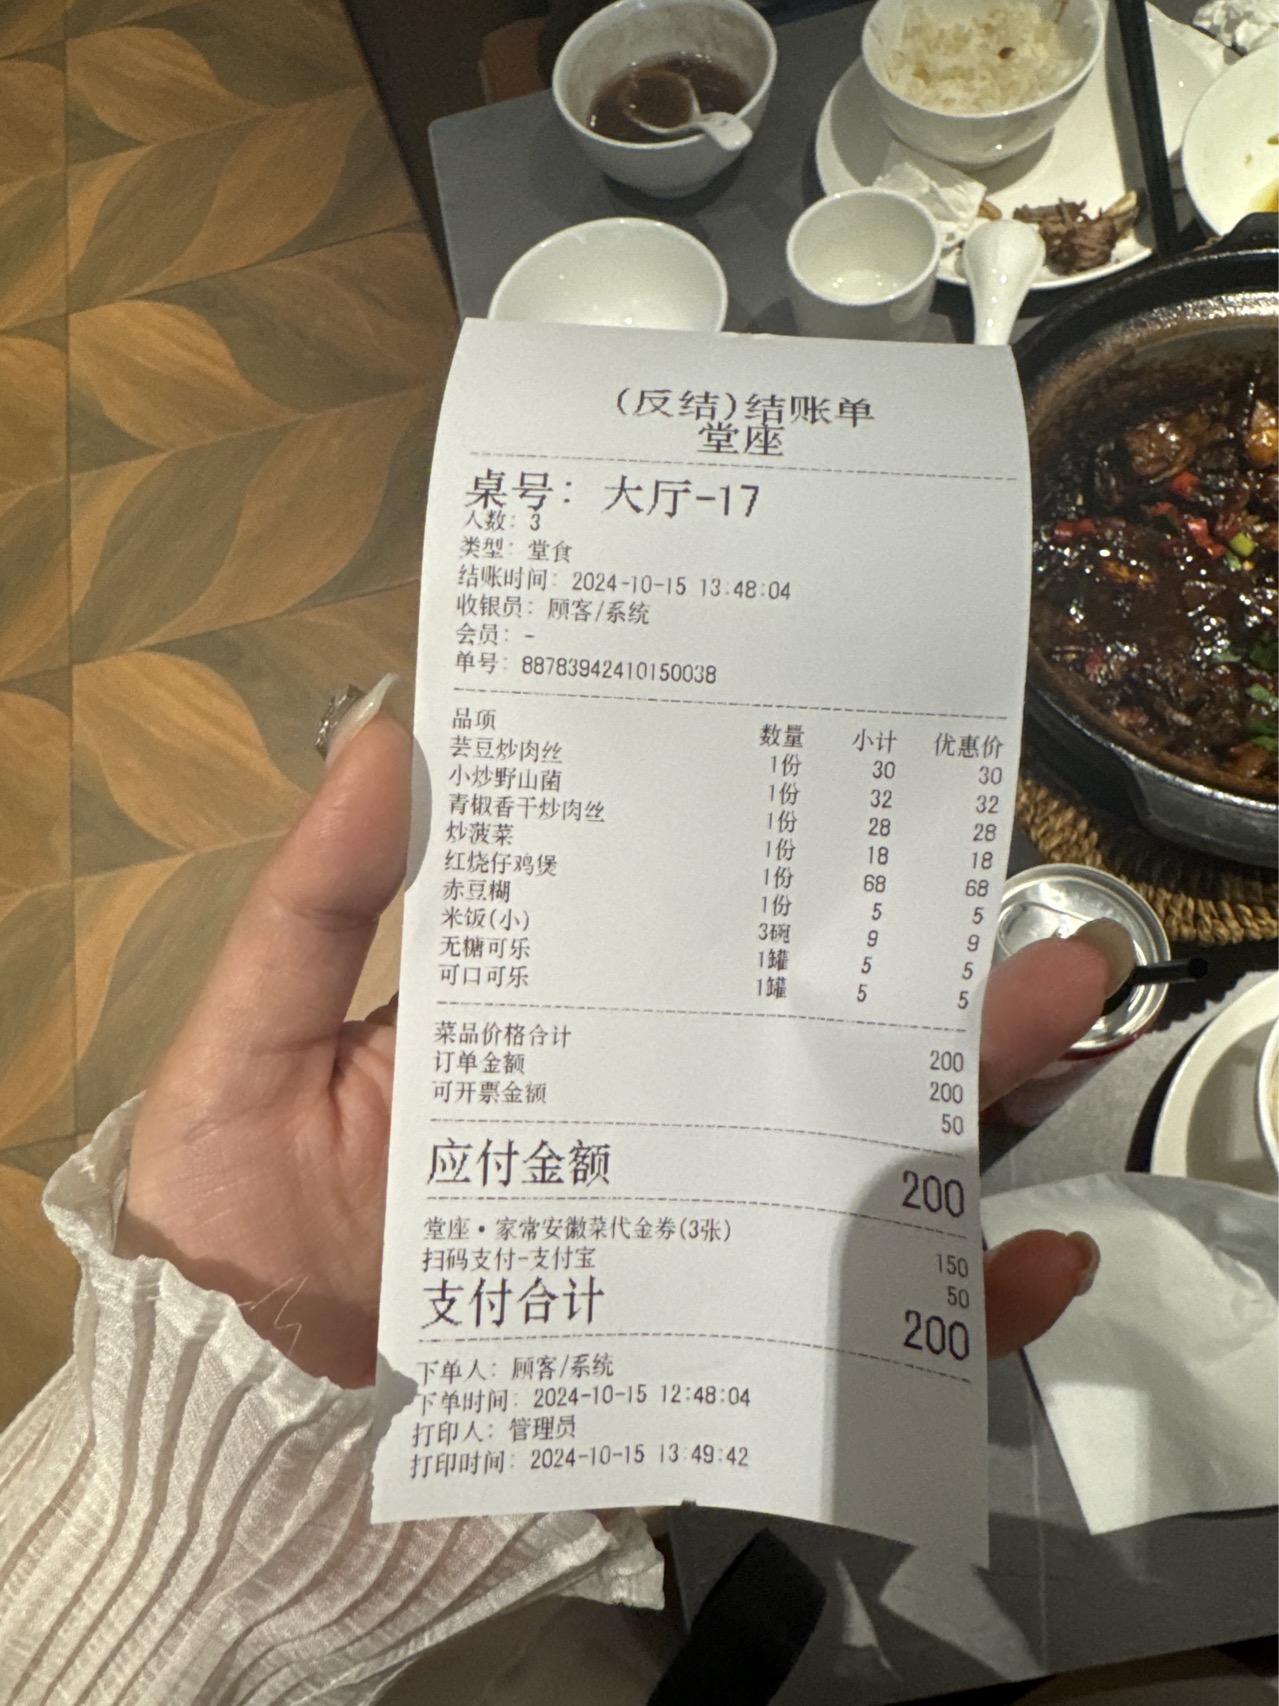 (反结)结账单
堂座
桌号: 大厅-17
人数: 3
类型: 堂食
结账时间: 2024-10-15 13:48:04
收银员: 顾客/系统
会员: -
单号: 88783942410150038
品项 数量 小计 优惠价
芸豆炒肉丝 1份 30 30
小炒野山菌 1份 32 32
青椒香干炒肉丝 1份 28 28
炒菠菜 1份 18 18
红烧仔鸡煲 1份 68 68
赤豆糊 1份 5 5
米饭(小) 3碗 9 9
无糖可乐 1罐 5 5
可口可乐 1罐 5 5
菜品价格合计 200
订单金额 200
可开票金额 50
应付金额 200
堂座·家常安徽菜代金券(3张) 150
扫码支付-支付宝 50
支付合计 200
下单人: 顾客/系统
下单时间: 2024-10-15 12:48:04
打印人: 管理员
打印时间: 2024-10-15 13:49:42